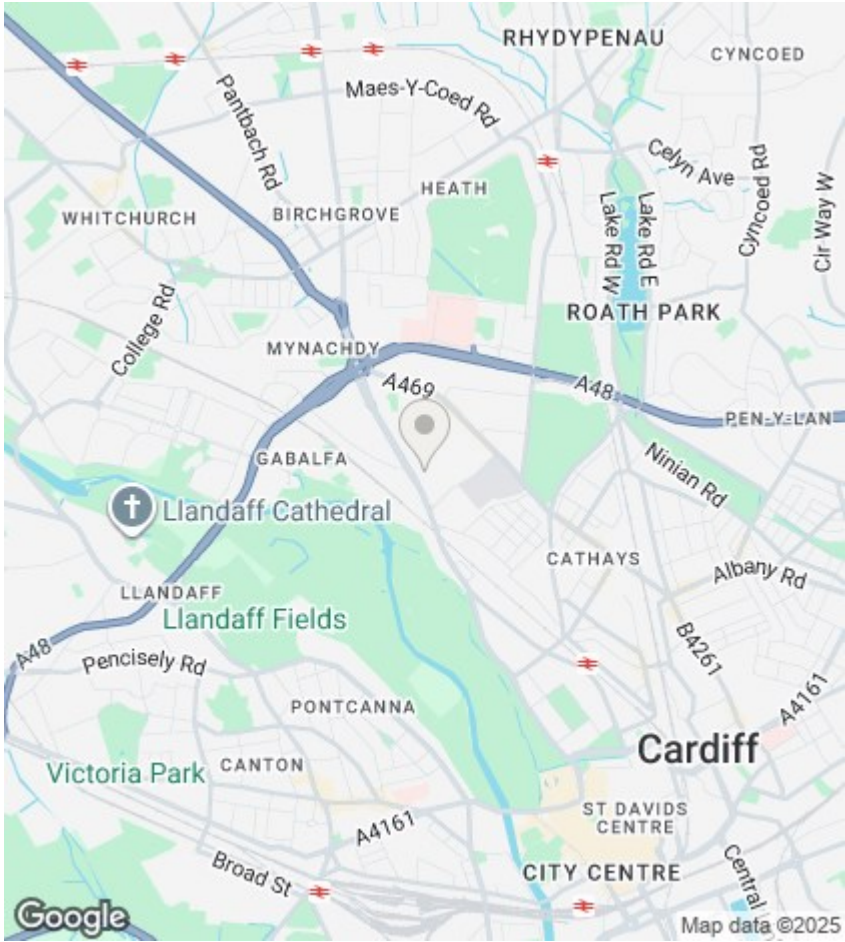 RHYDYPENAU
CYNCOED
Pantbach Rd
Maes-Y-Coed Rd
Celyn Ave
Cyncoed Rd
Clr Way W
HEATH
WHITCHURCH
BIRCHGROVE
Lake Rd W
Lake Rd E
College Rd
ROATH PARK
MYNACHDY
A469
A48
PEN-Y-LAN
GABALFA
Ninian Rd
Llandaff Cathedral
CATHAYS
Albany Rd
LLANDAFF
Llandaff Fields
A48
B4261
Pencisely Rd
A4161
PONTCANNA
Cardiff
Victoria Park
CANTON
ST DAVIDS
CENTRE
A4161
Broad St
CITY CENTRE
Central
Google
Map data ©2025